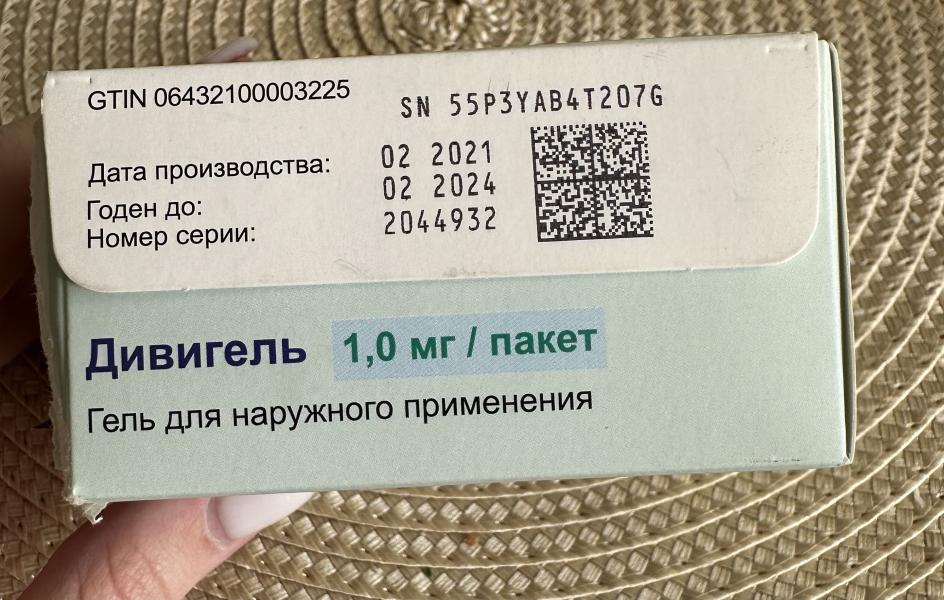 GTIN 06432100003225
SN 55P3YAB4T207G
Дата производства: 02 2021
Годен до: 02 2024
Номер серии: 2044932
Дивигель 1,0 мг / пакет
Гель для наружного применения